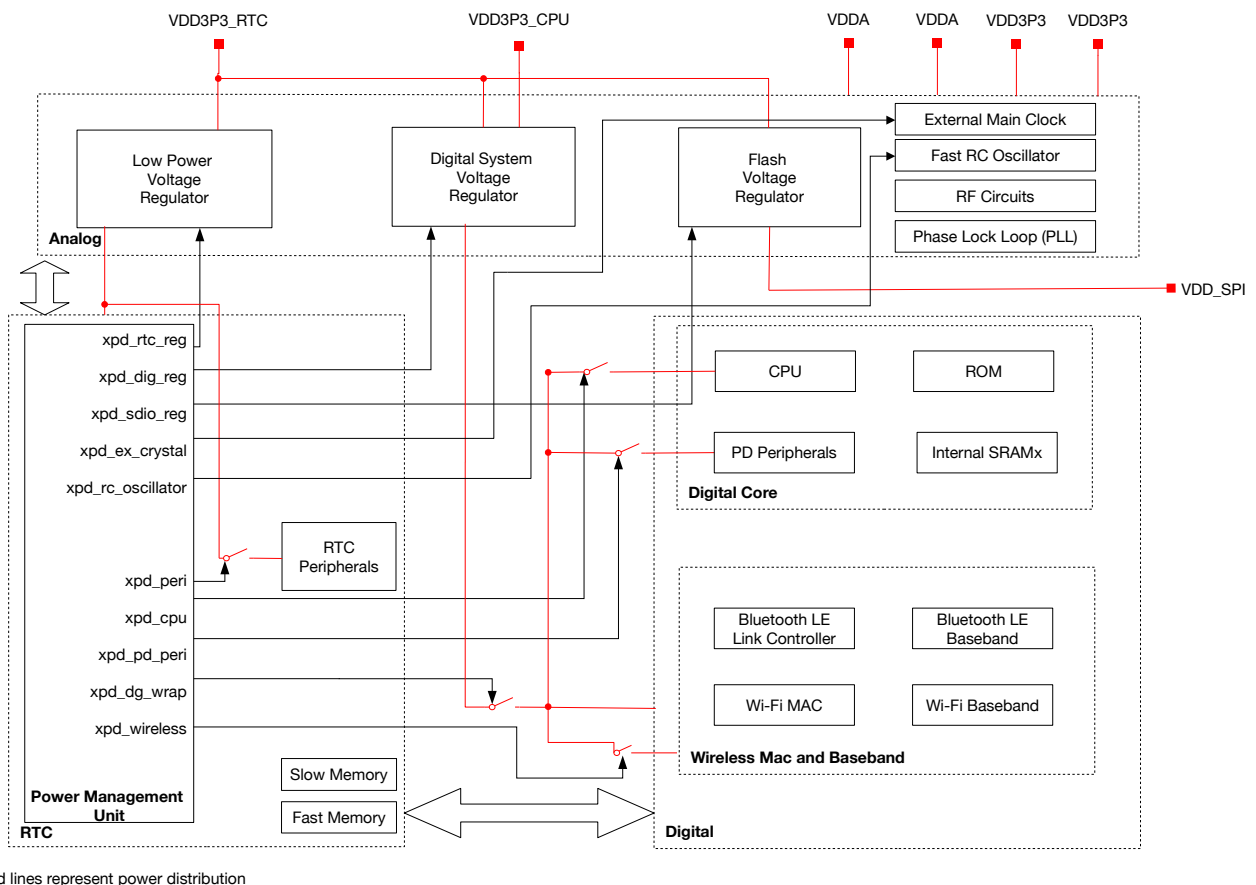 VDD3P3_RTC
VDD3P3_CPU
VDDA
VDDA
VDD3P3
VDD3P3
Low Power
Voltage
Regulator
Digital System
Voltage
Regulator
Flash
Voltage
Regulator
External Main Clock
Fast RC Oscillator
RF Circuits
Phase Lock Loop (PLL)
Analog
VDD_SPI
xpd_rtc_reg
xpd_dig_reg
xpd_sdio_reg
xpd_ex_crystal
xpd_rc_oscillator
xpd_peri
xpd_cpu
xpd_pd_peri
xpd_dg_wrap
xpd_wireless
Power Management
Unit
RTC
RTC
Peripherals
Slow Memory
Fast Memory
CPU
ROM
PD Peripherals
Internal SRAMx
Digital Core
Bluetooth LE
Link Controller
Bluetooth LE
Baseband
Wi-Fi MAC
Wi-Fi Baseband
Wireless Mac and Baseband
Digital
lines represent power distribution